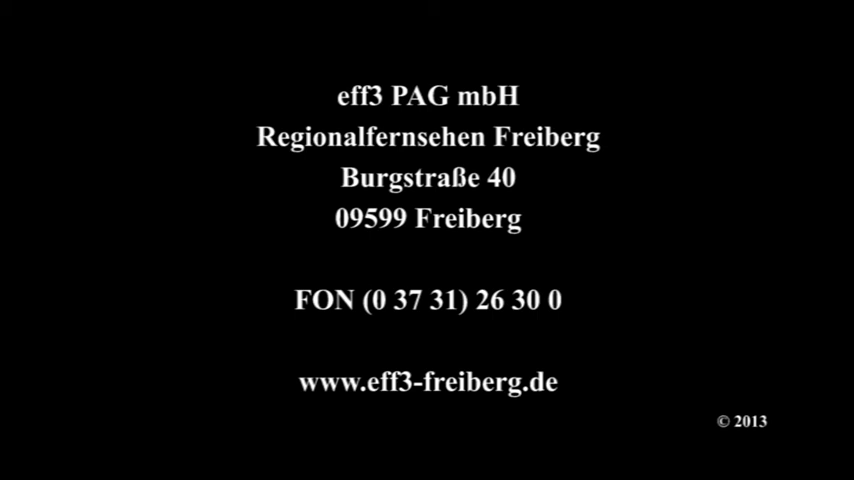 eff3 PAG mbH
Regionalfernsehen Freiberg
Burgstraße 40
09599 Freiberg
FON (0 37 31) 26 30 0
www.eff3-freiberg.de
© 2013